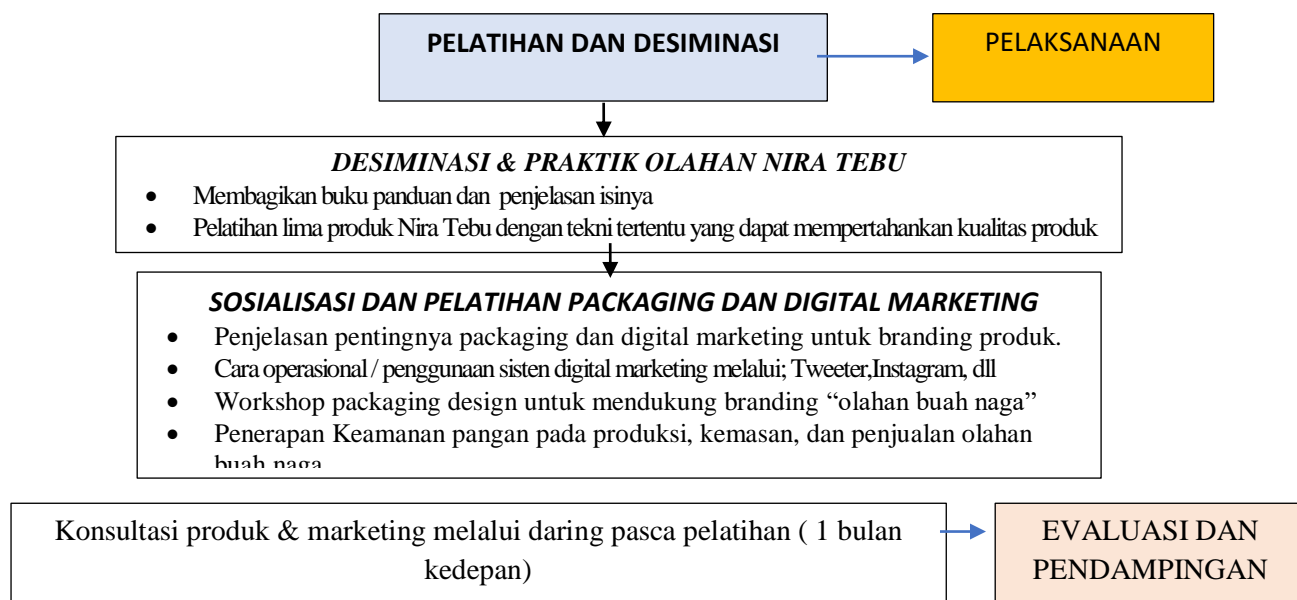 PELATIHAN DAN DESIMINASI
PELAKSANAAN
DESIMINASI & PRAKTIK OLAHAN NIRA TEBU
• Membagikan buku panduan dan penjelasan isinya
• Pelatihan lima produk Nira Tebu dengan tekni tertentu yang dapat mempertahankan kualitas produk
SOSIALISASI DAN PELATIHAN PACKAGING DAN DIGITAL MARKETING
• Penjelasan pentingnya packaging dan digital marketing untuk branding produk.
• Cara operasional / penggunaan sisten digital marketing melalui; Tweeter,Instagram, dll
• Workshop packaging design untuk mendukung branding “olahan buah naga”
• Penerapan Keamanan pangan pada produksi, kemasan, dan penjualan olahan
buah naga
Konsultasi produk & marketing melalui daring pasca pelatihan ( 1 bulan
kedepan)
EVALUASI DAN
PENDAMPINGAN